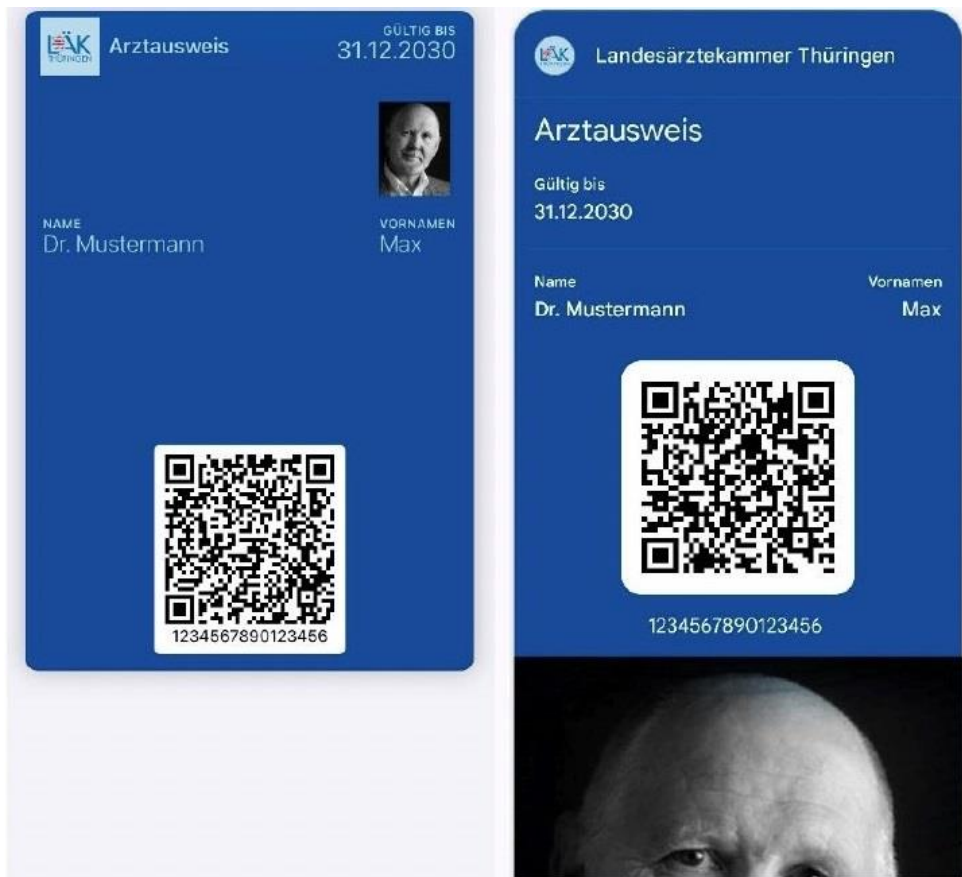 LÄK
THÜRINGEN
Arztausweis
GÜLTIG BIS
31.12.2030
NAME
Dr. Mustermann
VORNAMEN
Max
1234567890123456
LÄK
Landesärztekammer Thüringen
Arztausweis
Gültig bis
31.12.2030
Name
Dr. Mustermann
Vornamen
Max
1234567890123456